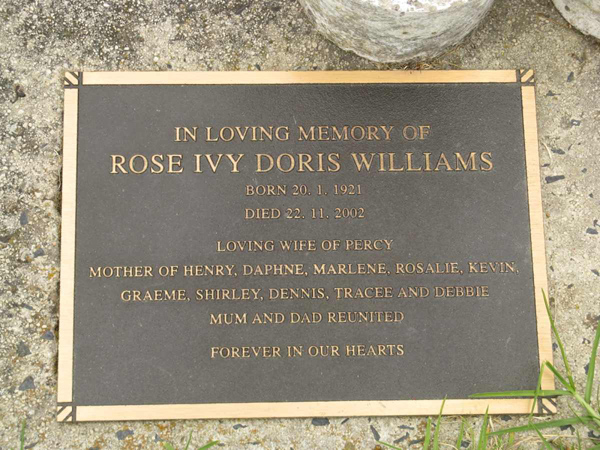 IN LOVING MEMORY OF
ROSE IVY DORIS WILLIAMS
BORN 20. 1. 1921
DIED 22. 11. 2002
LOVING WIFE OF PERCY
MOTHER OF HENRY, DAPHNE, MARLENE, ROSALIE, KEVIN,
GRAEME, SHIRLEY, DENNIS, TRACEE AND DEBBIE
MUM AND DAD REUNITED
FOREVER IN OUR HEARTS